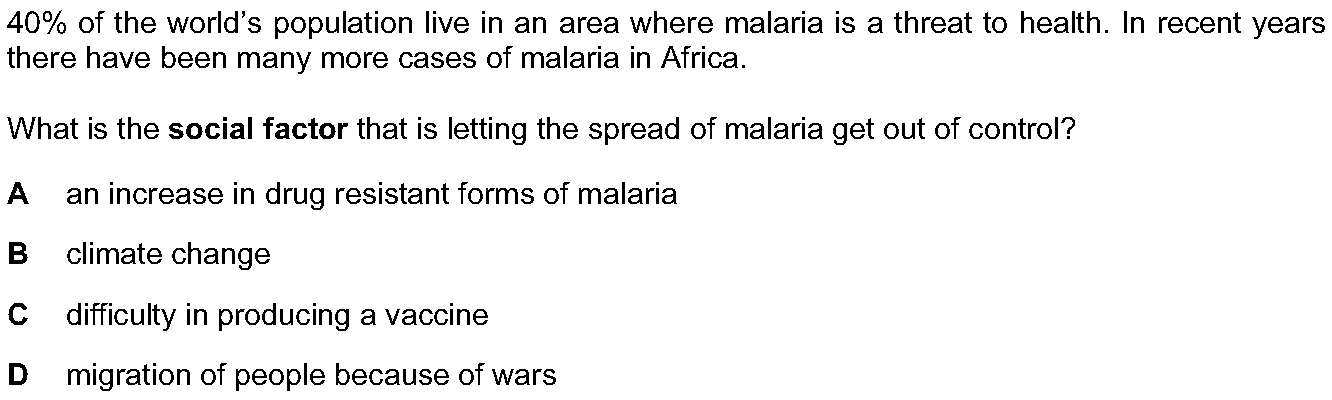 40% of the world's population live in an area where malaria is a threat to health. In recent years
there have been many more cases of malaria in Africa.
What is the social factor that is letting the spread of malaria get out of control?
A an increase in drug resistant forms of malaria
B climate change
C difficulty in producing a vaccine
D migration of people because of wars